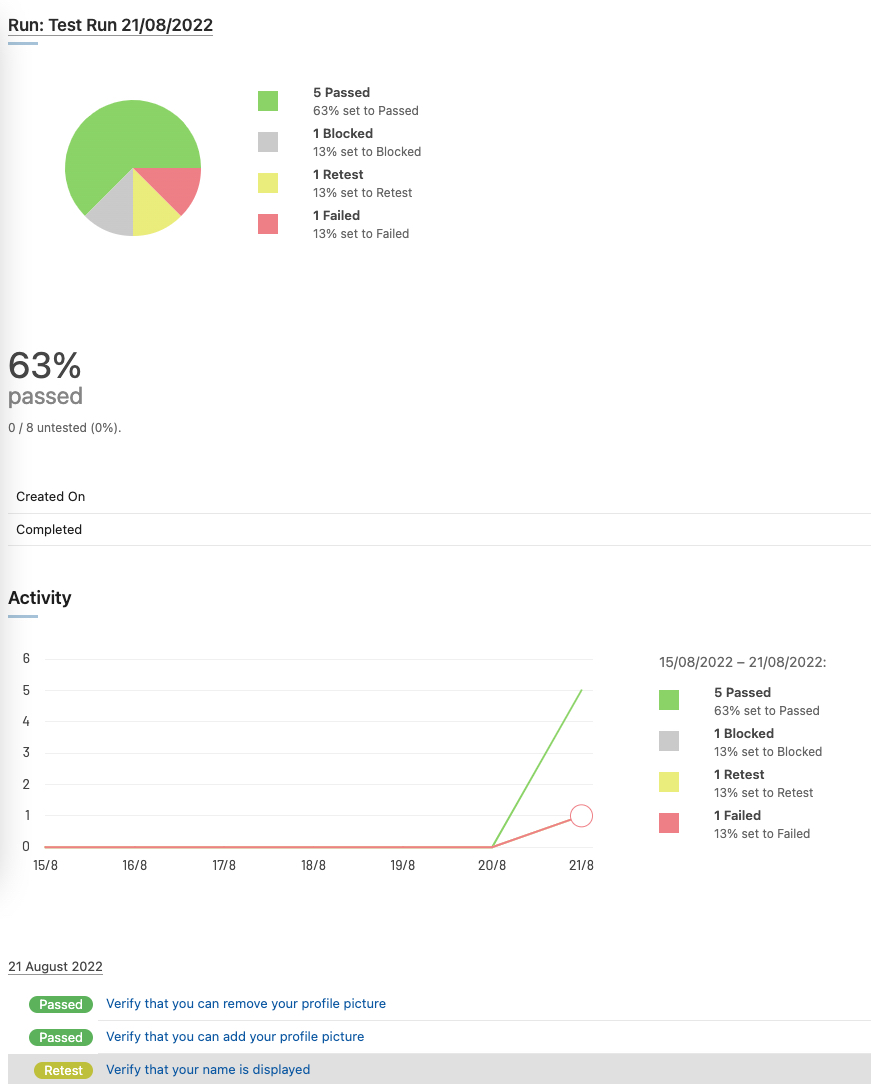 Run: Test Run 21/08/2022
5 Passed
63% set to Passed
1 Blocked
13% set to Blocked
1 Retest
13% set to Retest
1 Failed
13% set to Failed
63%
passed
0 / 8 untested (0%).
Created On
Completed
Activity
6
5
4
3
2
1
0
15/8 16/8 17/8 18/8 19/8 20/8 21/8
15/08/2022 – 21/08/2022:
5 Passed
63% set to Passed
1 Blocked
13% set to Blocked
1 Retest
13% set to Retest
1 Failed
13% set to Failed
21 August 2022
Passed Verify that you can remove your profile picture
Passed Verify that you can add your profile picture
Retest Verify that your name is displayed